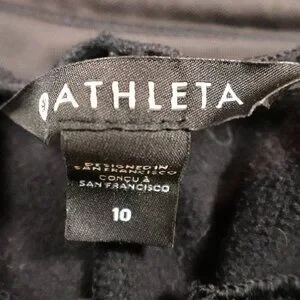 ATHLETA
DESIGNED IN
SAN FRANCISCO
CONÇU À
SAN FRANCISCO
10